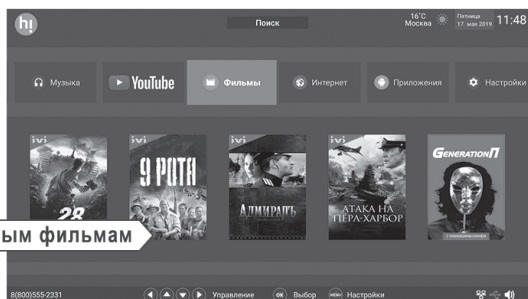 hi
Поиск
16°C
Москва
Пятница
17 мая 2019
11:48
Музыка
YouTube
Фильмы
Интернет
Приложения
Настройки
ivi
28
ivi
9 РОТА
ivi
АДМИРАЛЪ
ivi
АТАКА НА
ПЕРЛ-ХАРБОР
GENERATION П
ым фильмам
8(800)555-2331
Управление
OK
Выбор
MENU
Настройки